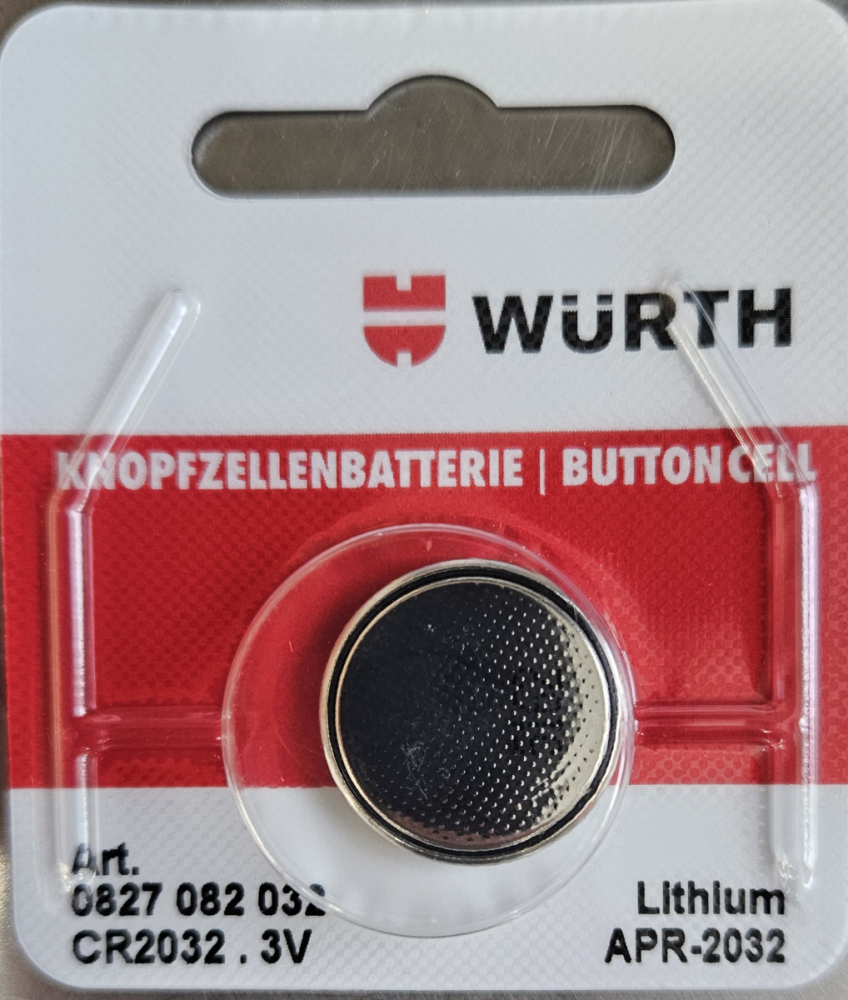 WÜRTH
KNOPFZELLENBATTERIE | BUTTON CELL
Art.
0827 082 032
CR2032 . 3V
Lithium
APR-2032